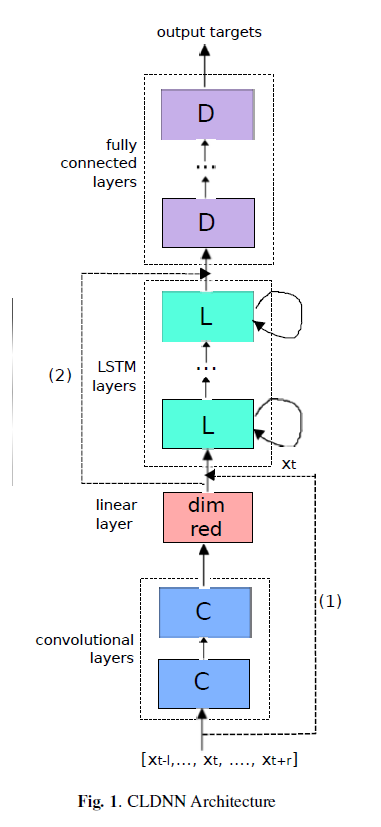 output targets
D
fully
connected
layers
...
D
L
(2)
LSTM
layers
...
L
xt
linear
layer
dim
red
(1)
C
convolutional
layers
C
[xt-l,..., xt, ...., xt+r]
Fig. 1. CLDNN Architecture